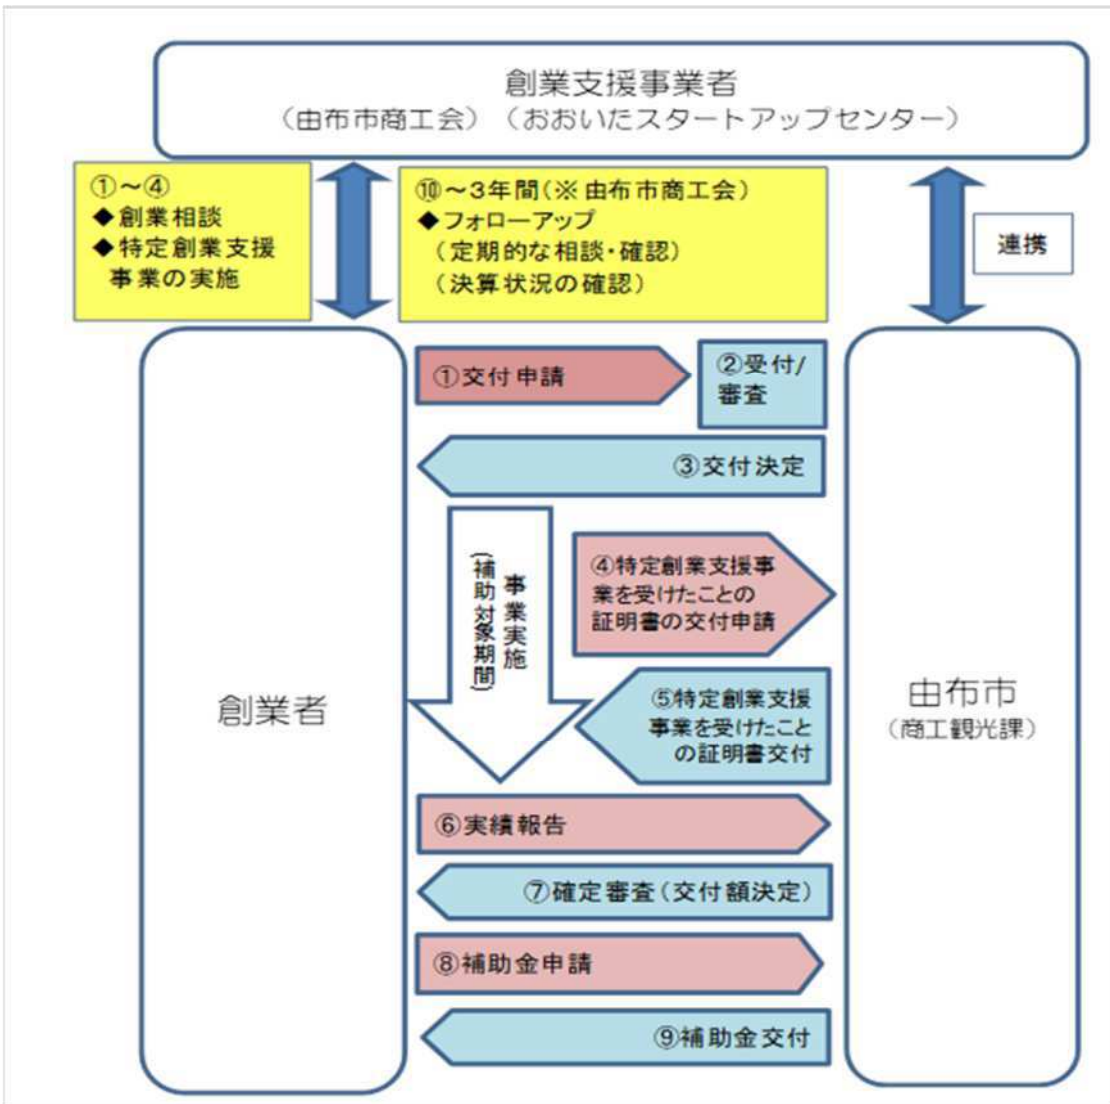 創業支援事業者
（由布市商工会）（おおいたスタートアップセンター）
①～④
◆創業相談
◆特定創業支援
事業の実施
⑩～3年間(※由布市商工会)
◆フォローアップ
(定期的な相談・確認)
(決算状況の確認)
連携
①交付申請
②受付/
審査
③交付決定
事業実施
(補助対象期間)
④特定創業支援事
業を受けたことの
証明書の交付申請
⑤特定創業支援
事業を受けたこと
の証明書交付
創業者
由布市
（商工観光課）
⑥実績報告
⑦確定審査(交付額決定)
⑧補助金申請
⑨補助金交付